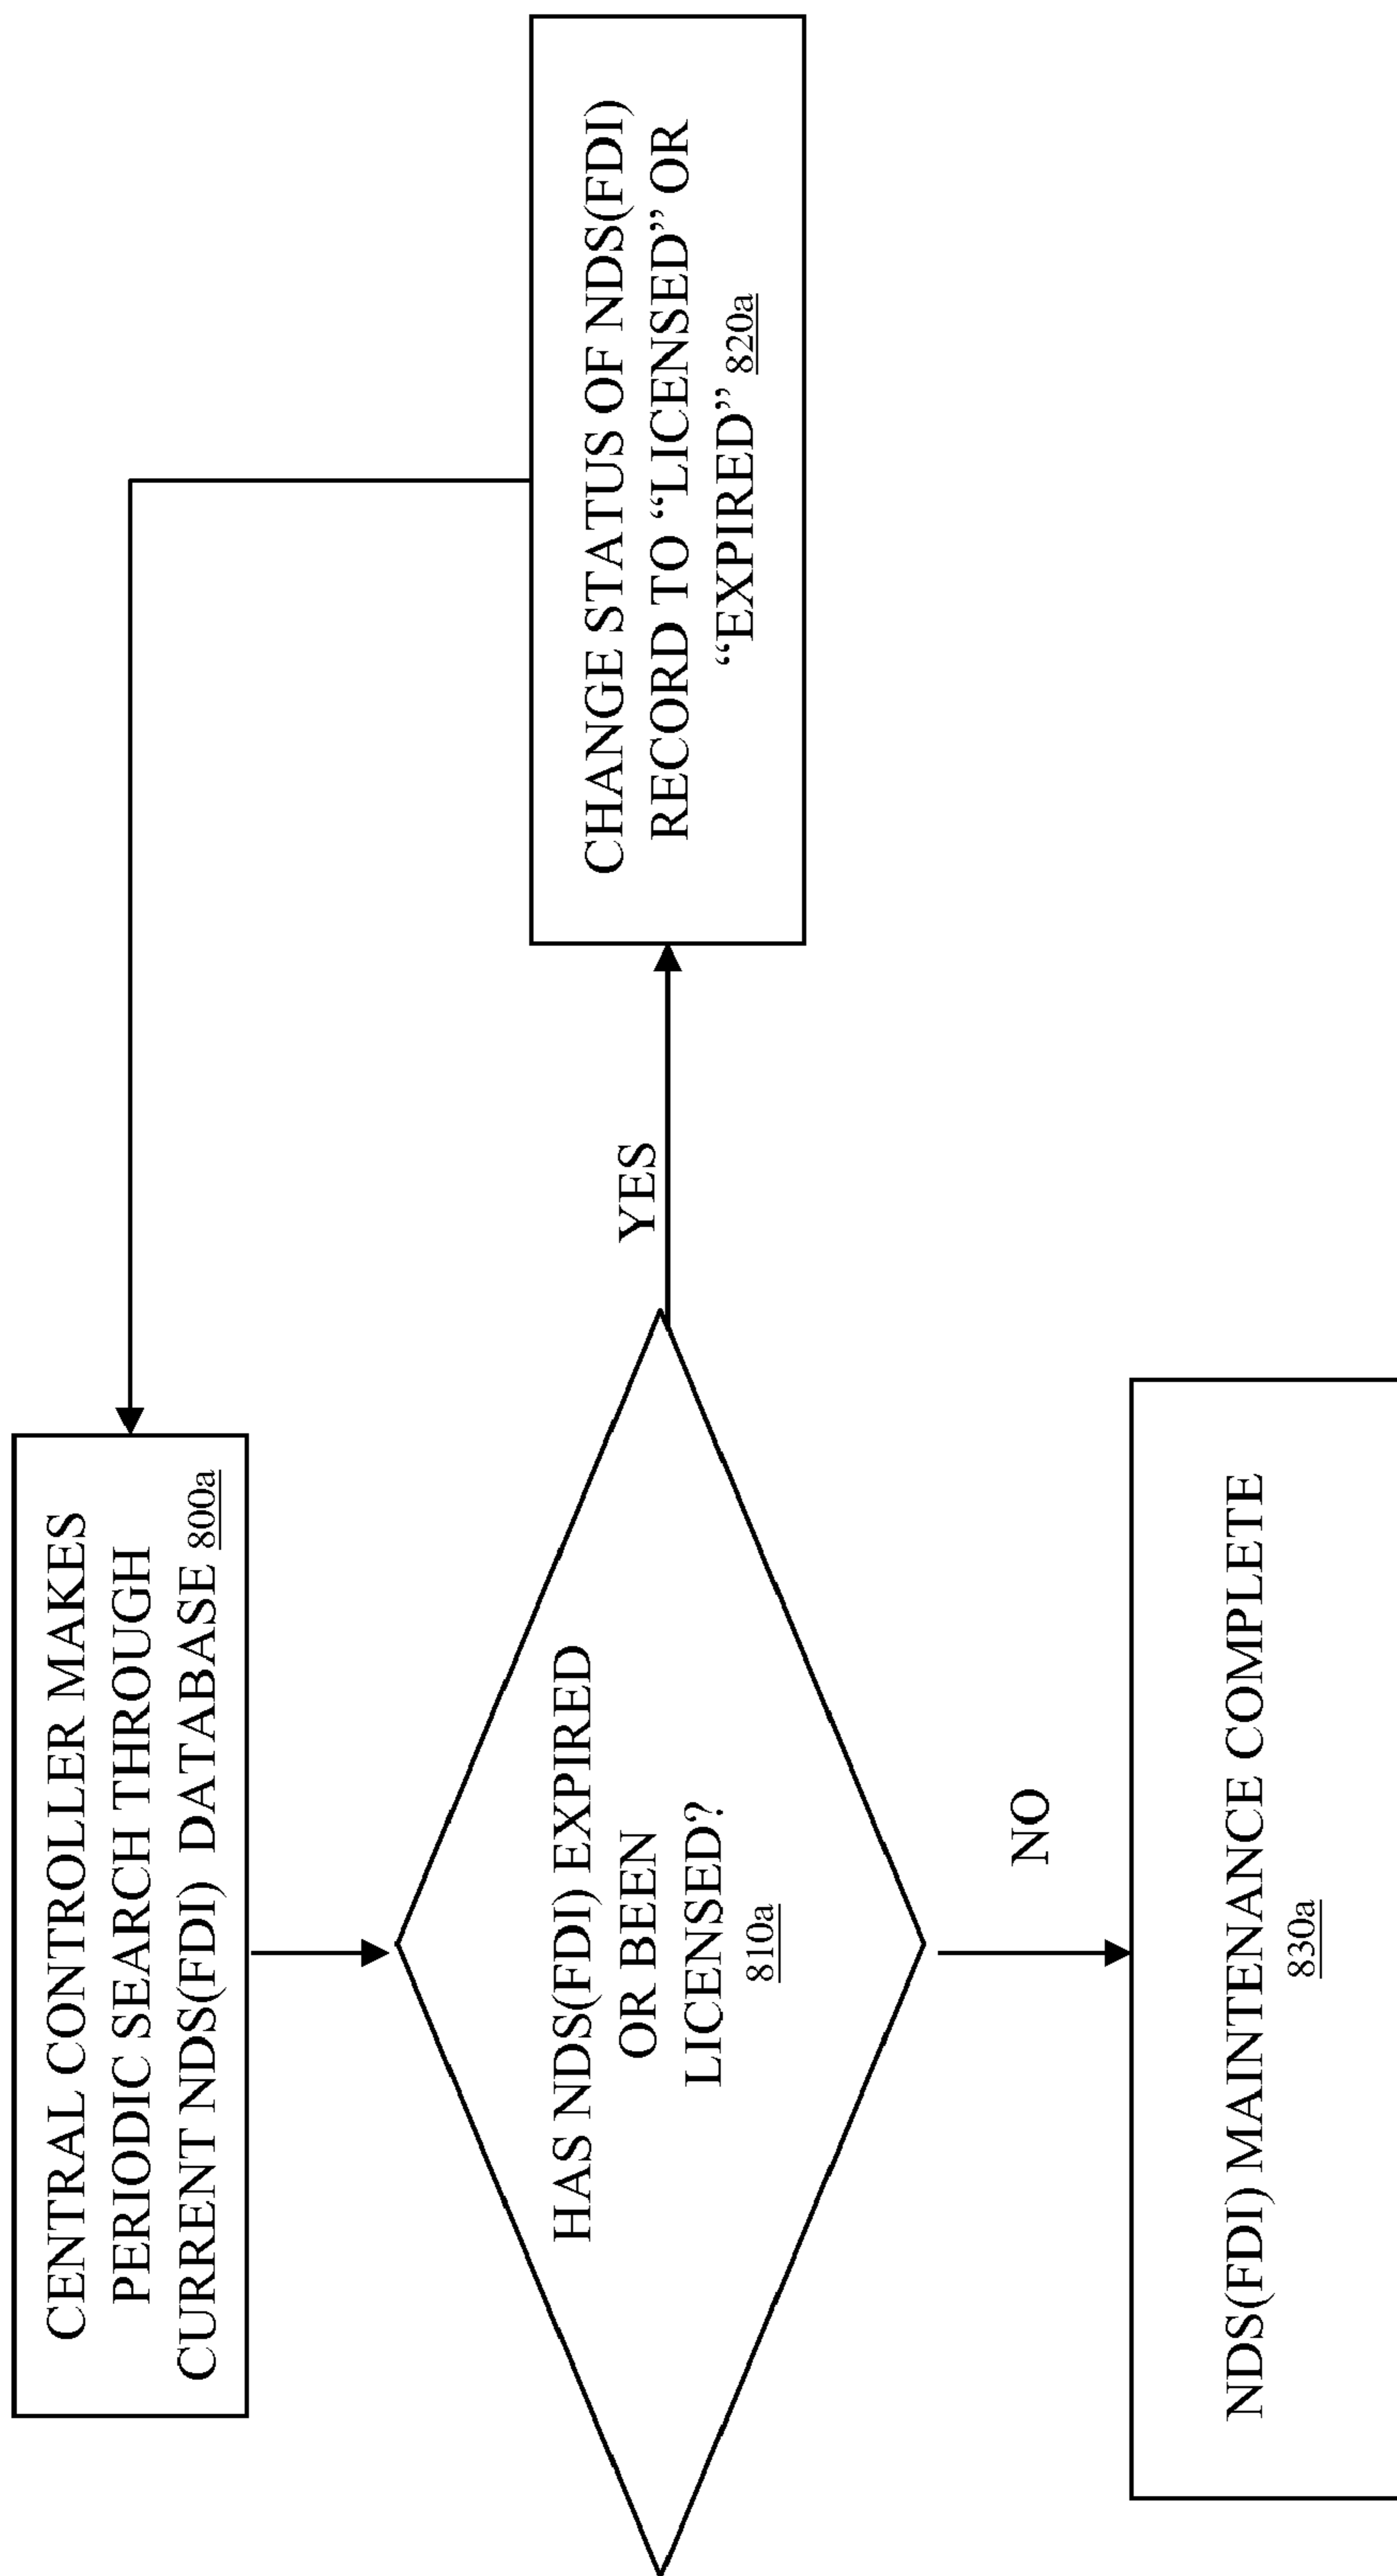 CENTRAL CONTROLLER MAKES
PERIODIC SEARCH THROUGH
CURRENT NDS(FDI) DATABASE 800a
HAS NDS(FDI) EXPIRED
OR BEEN
LICENSED?
810a
YES
CHANGE STATUS OF NDS(FDI)
RECORD TO “LICENSED” OR
“EXPIRED” 820a
NO
NDS(FDI) MAINTENANCE COMPLETE
830a